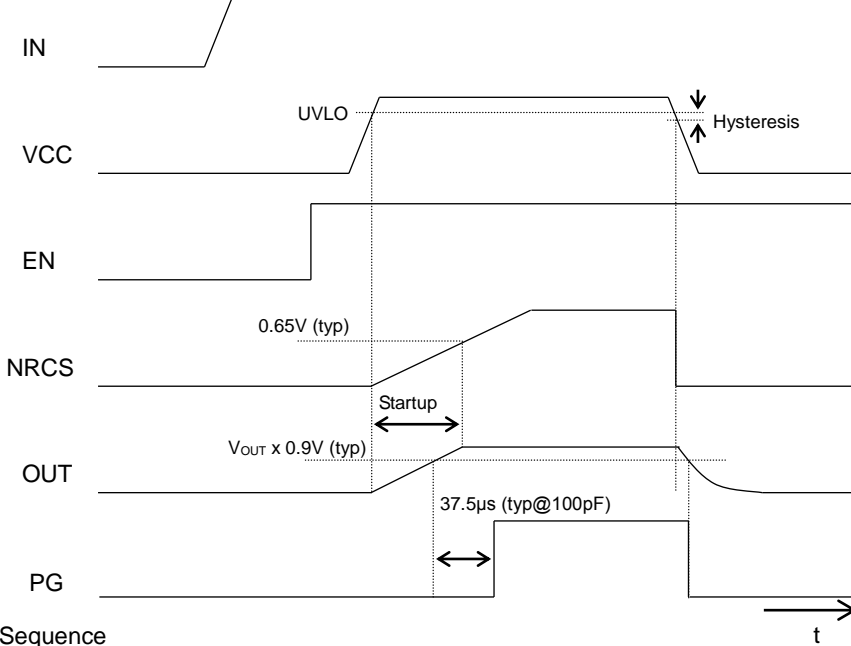 IN
UVLO
Hysteresis
VCC
EN
0.65V (typ)
NRCS
Startup
VOUT x 0.9V (typ)
OUT
37.5µs (typ@100pF)
PG
Sequence
t